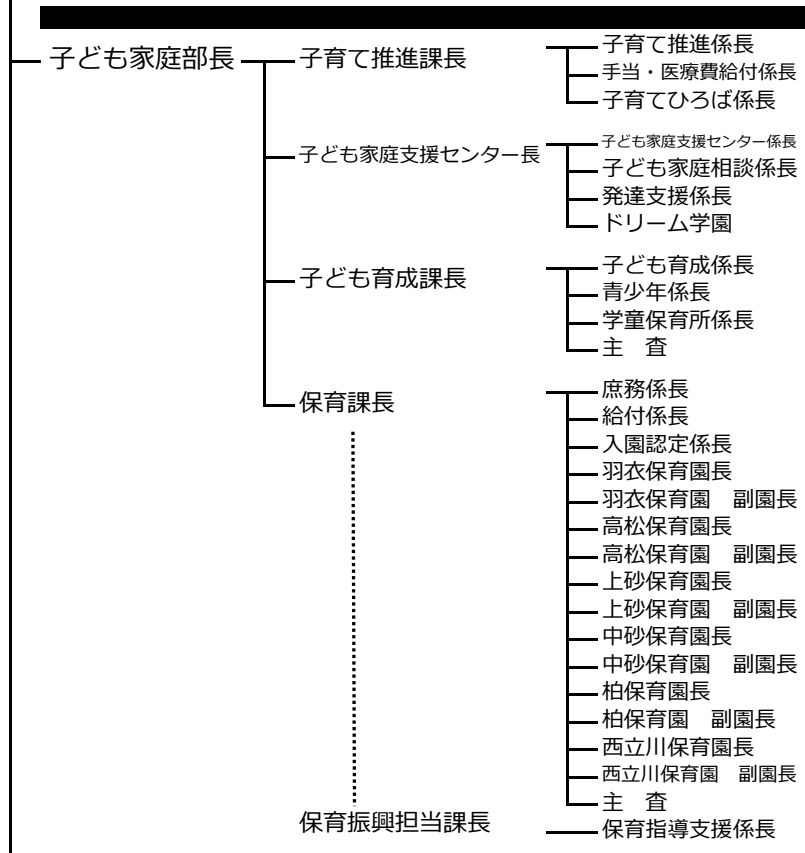 子ども家庭部長
子育て推進課長
子育て推進係長
手当・医療費給付係長
子育てひろば係長
子ども家庭支援センター長
子ども家庭支援センター係長
子ども家庭相談係長
発達支援係長
ドリーム学園
子ども育成課長
子ども育成係長
青少年係長
学童保育所係長
主　査
保育課長
庶務係長
給付係長
入園認定係長
羽衣保育園長
羽衣保育園　副園長
高松保育園長
高松保育園　副園長
上砂保育園長
上砂保育園　副園長
中砂保育園長
中砂保育園　副園長
柏保育園長
柏保育園　副園長
西立川保育園長
西立川保育園　副園長
主　査
保育振興担当課長
保育指導支援係長